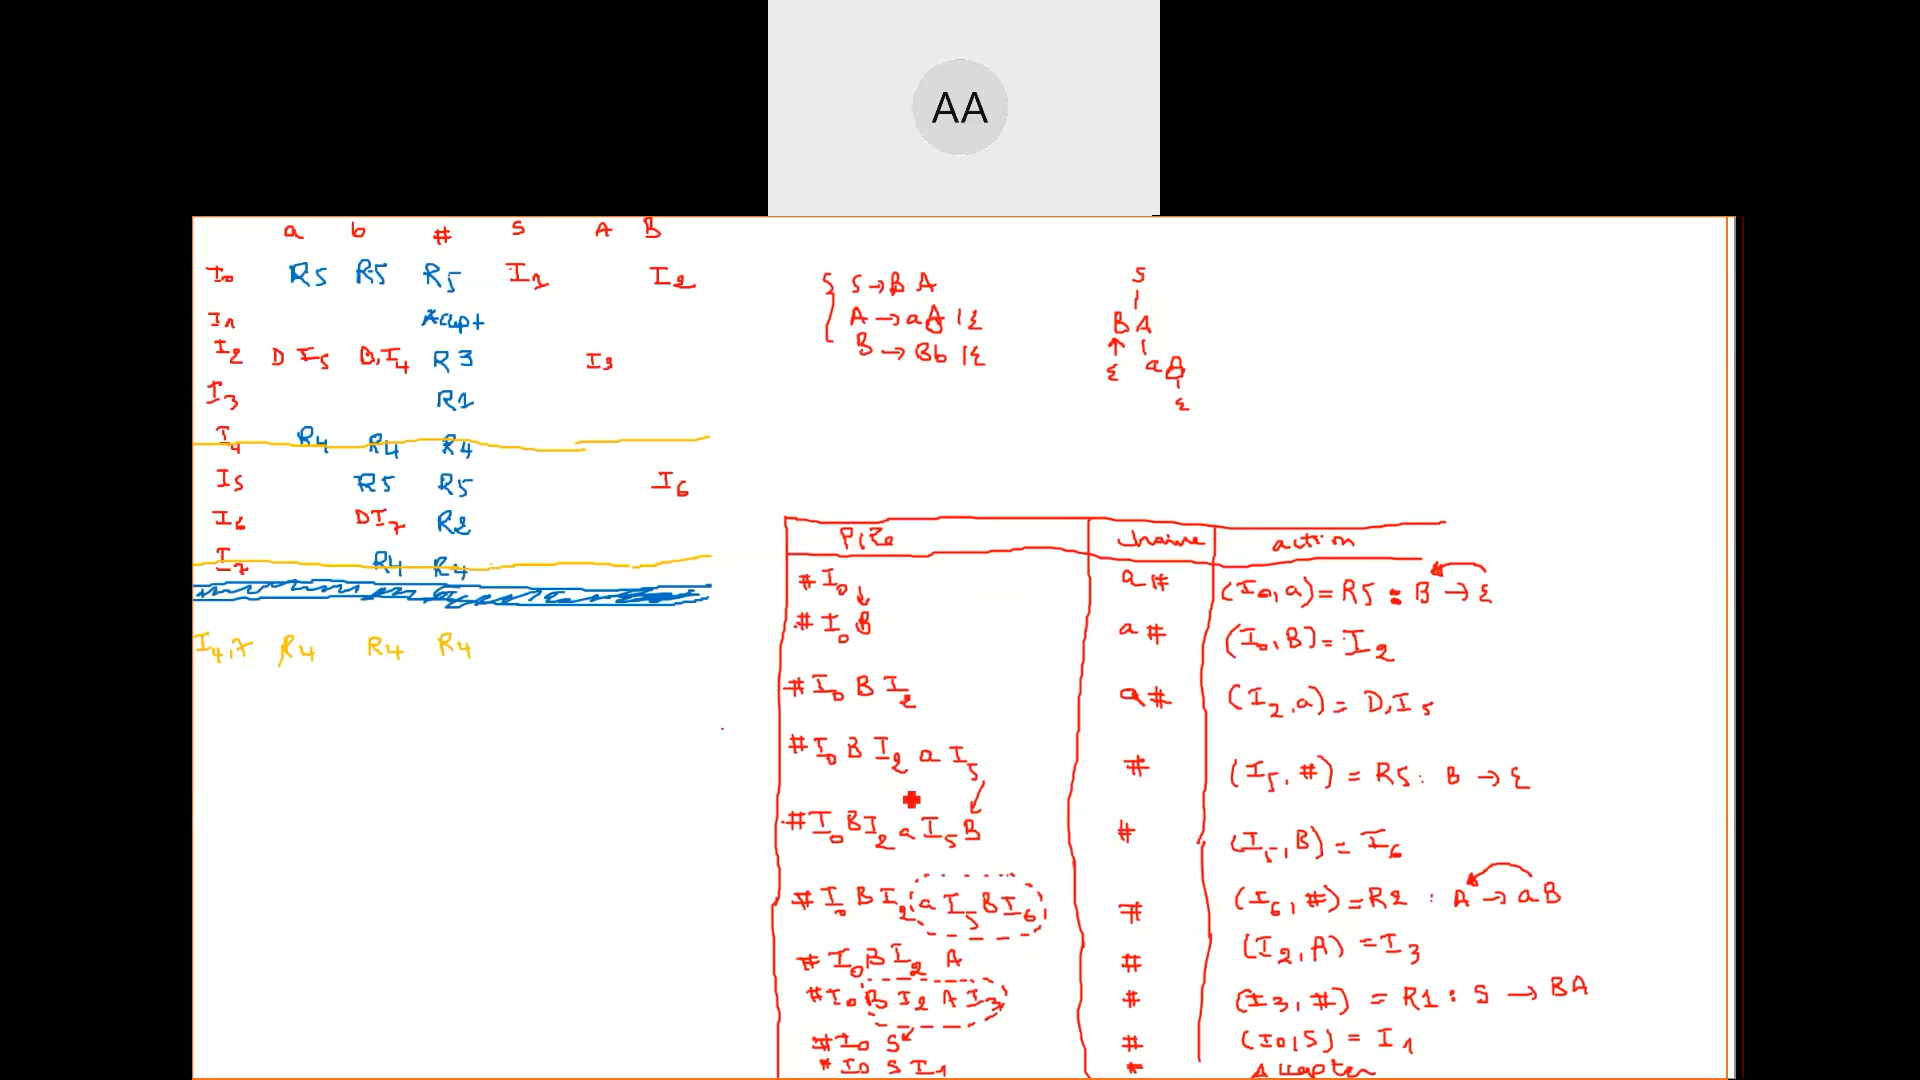 AA
a b # S A B
I0 R5 R5 R5 I1 I2
I1 Accept
I2 D I5 D,I4 R3 I3
I3 R1
I4 R4 R4 R4
I5 R5 R5 I6
I6 DI7 R2
I7 R4 R4
I4,7 R4 R4 R4
S → B A
A → aA | ε
B → Bb | ε
S
B A
ε a A
ε
Pile chaine action
# I0 a # (I0, a) = R5 : B → ε
# I0 B a # (I0, B) = I2
# I0 B I2 a # (I2, a) = D, I5
# I0 B I2 a I5 # (I5, #) = R5 : B → ε
# I0 B I2 a I5 B # (I5, B) = I6
# I0 B I2 a I5 B I6 # (I6, #) = R2 : A → a B
# I0 B I2 A # (I2, A) = I3
# I0 B I2 A I3 # (I3, #) = R1 : S → BA
# I0 S # (I0, S) = I1
# I0 S I1 # Accepter